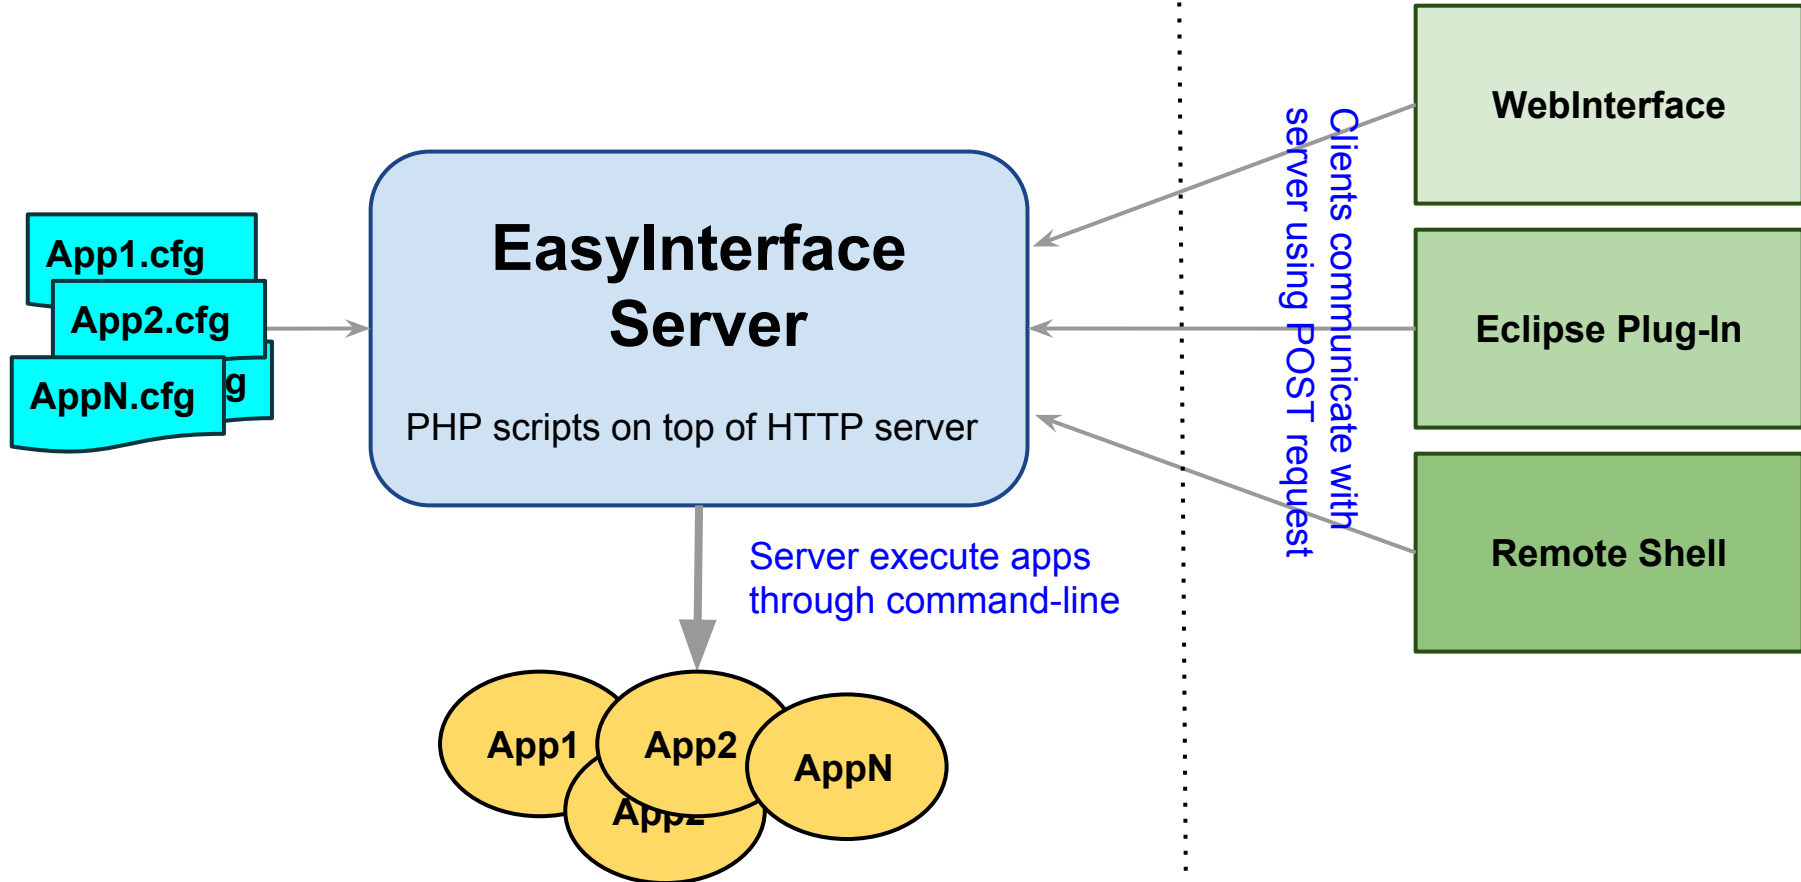 App1.cfg
App2.cfg
g
AppN.cfg
EasyInterface
Server
PHP scripts on top of HTTP server
Server execute apps
through command-line
App1
App2
App2
AppN
Clients communicate with
server using POST request
WebInterface
Eclipse Plug-In
Remote Shell